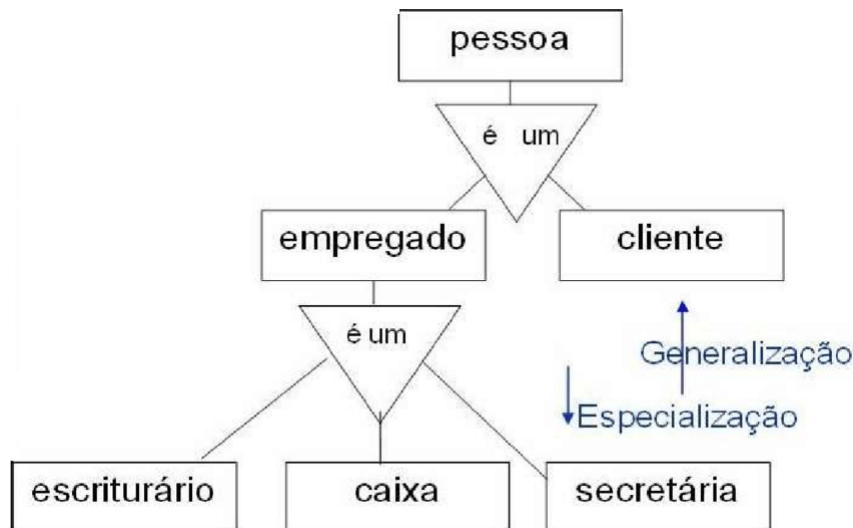 pessoa
é um
empregado
cliente
é um
Generalização
Especialização
escriturário
caixa
secretária